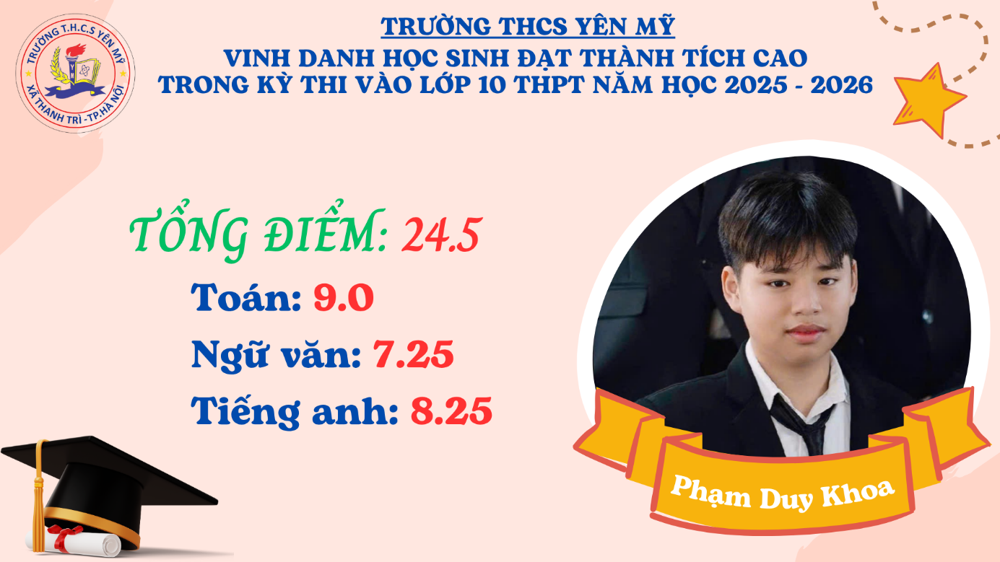 TRƯỜNG T.H.C.S YÊN MỸ
XÃ THANH TRÌ - TP.HÀ NỘI
TRƯỜNG THCS YÊN MỸ
VINH DANH HỌC SINH ĐẠT THÀNH TÍCH CAO
TRONG KỲ THI VÀO LỚP 10 THPT NĂM HỌC 2025 - 2026
TỔNG ĐIỂM: 24.5
Toán: 9.0
Ngữ văn: 7.25
Tiếng anh: 8.25
Phạm Duy Khoa